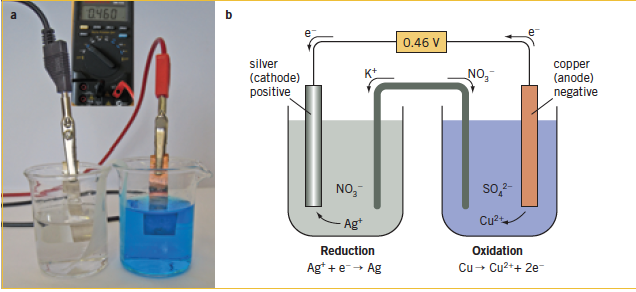 a
0.460
b
e⁻
0.46 V
e⁻
silver
(cathode)
positive
K⁺
NO₃⁻
copper
(anode)
negative
NO₃⁻
Ag⁺
SO₄²⁻
Cu²⁺
Reduction
Ag⁺ + e⁻ → Ag
Oxidation
Cu → Cu²⁺ + 2e⁻